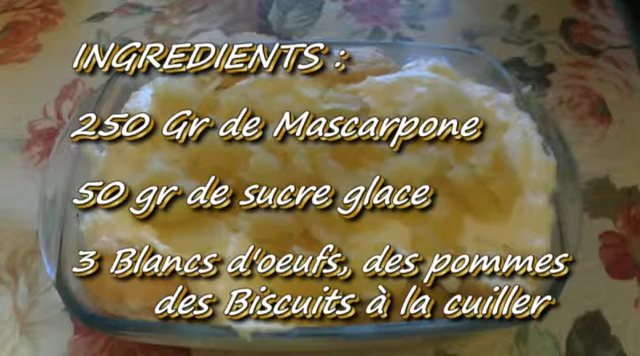 INGREDIENTS :
250 Gr de Mascarpone
50 gr de sucre glace
3 Blancs d'oeufs, des pommes
des Biscuits à la cuiller